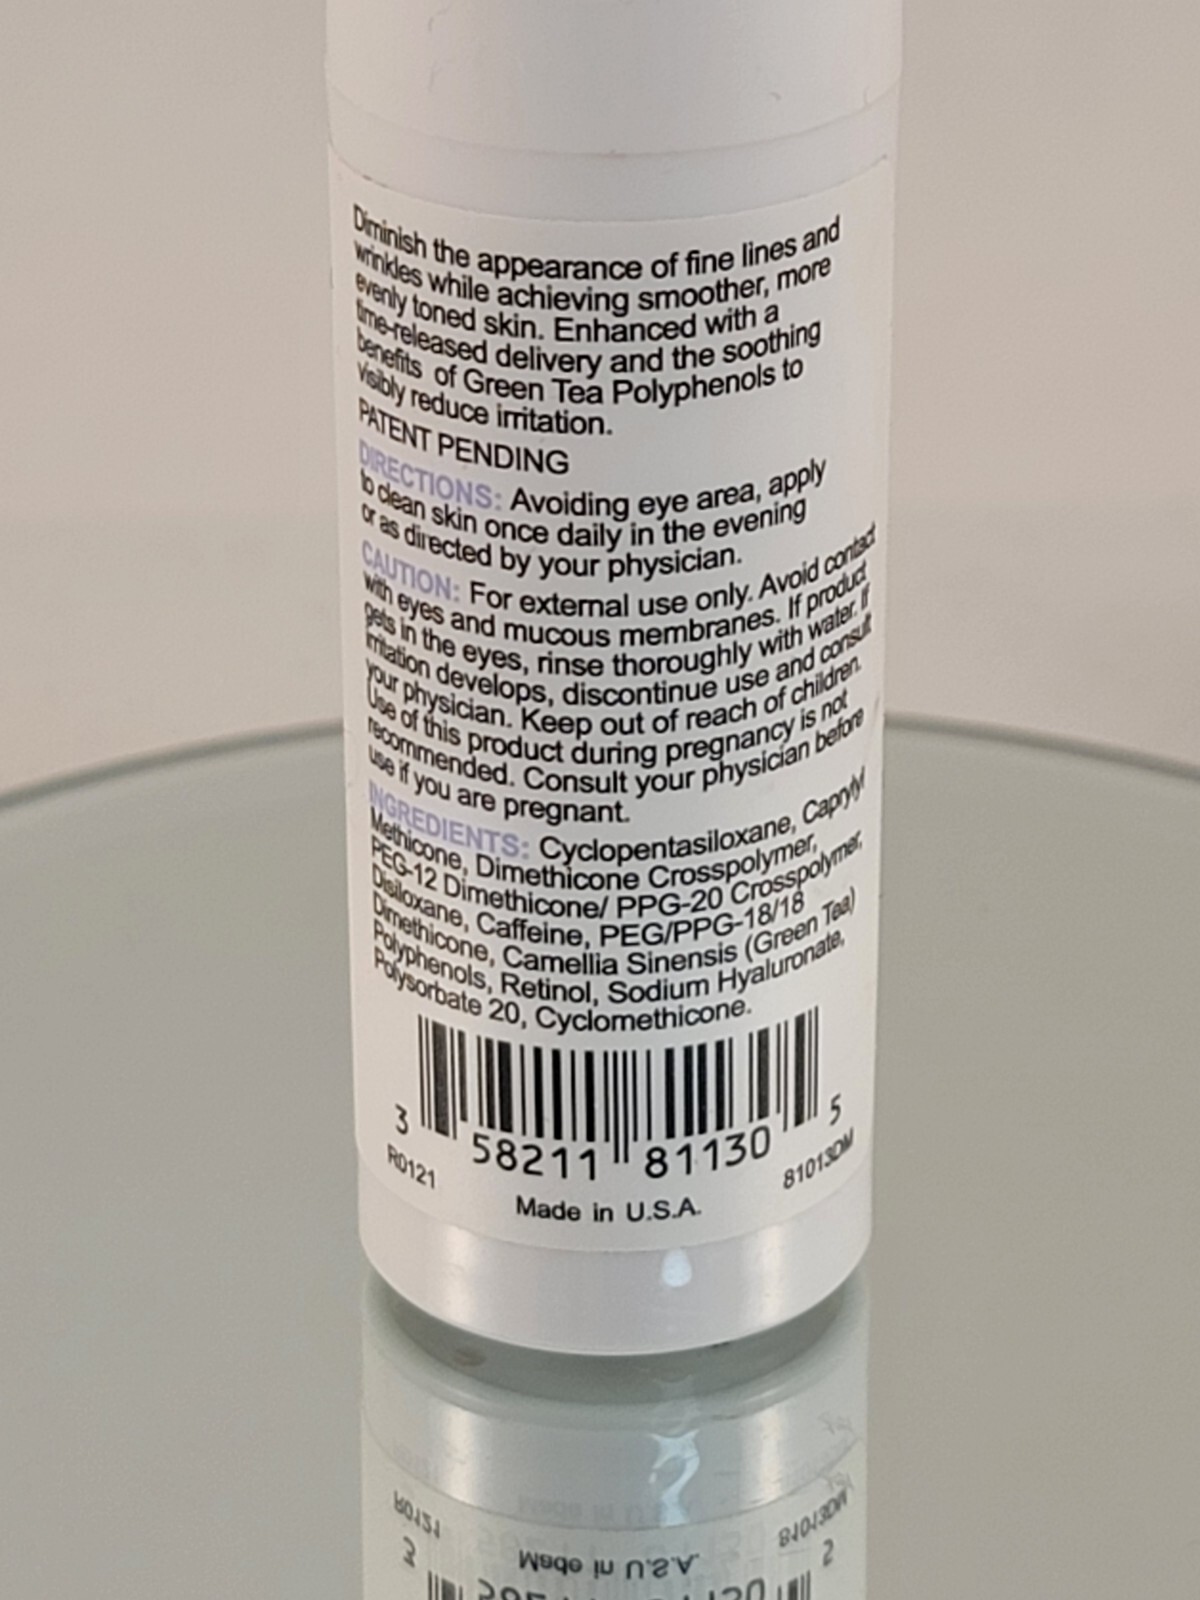 Diminish the appearance of fine lines and
wrinkles while achieving smoother, more
evenly toned skin. Enhanced with a
time-released delivery and the soothing
benefits of Green Tea Polyphenols to
visibly reduce irritation.
PATENT PENDING
DIRECTIONS: Avoiding eye area, apply
to clean skin once daily in the evening
or as directed by your physician.
CAUTION: For external use only. Avoid contact
with eyes and mucous membranes. If product
gets in the eyes, rinse thoroughly with water. If
irritation develops, discontinue use and consult
your physician. Keep out of reach of children.
Use of this product during pregnancy is not
recommended. Consult your physician before
use if you are pregnant.
INGREDIENTS: Cyclopentasiloxane, Caprylyl
Methicone, Dimethicone Crosspolymer,
PEG-12 Dimethicone/ PPG-20 Crosspolymer,
Disiloxane, Caffeine, PEG/PPG-18/18
Dimethicone, Camellia Sinensis (Green Tea)
Polyphenols, Retinol, Sodium Hyaluronate,
Polysorbate 20, Cyclomethicone.
3 58211 81130 5
R0121 81013DM
Made in U.S.A.